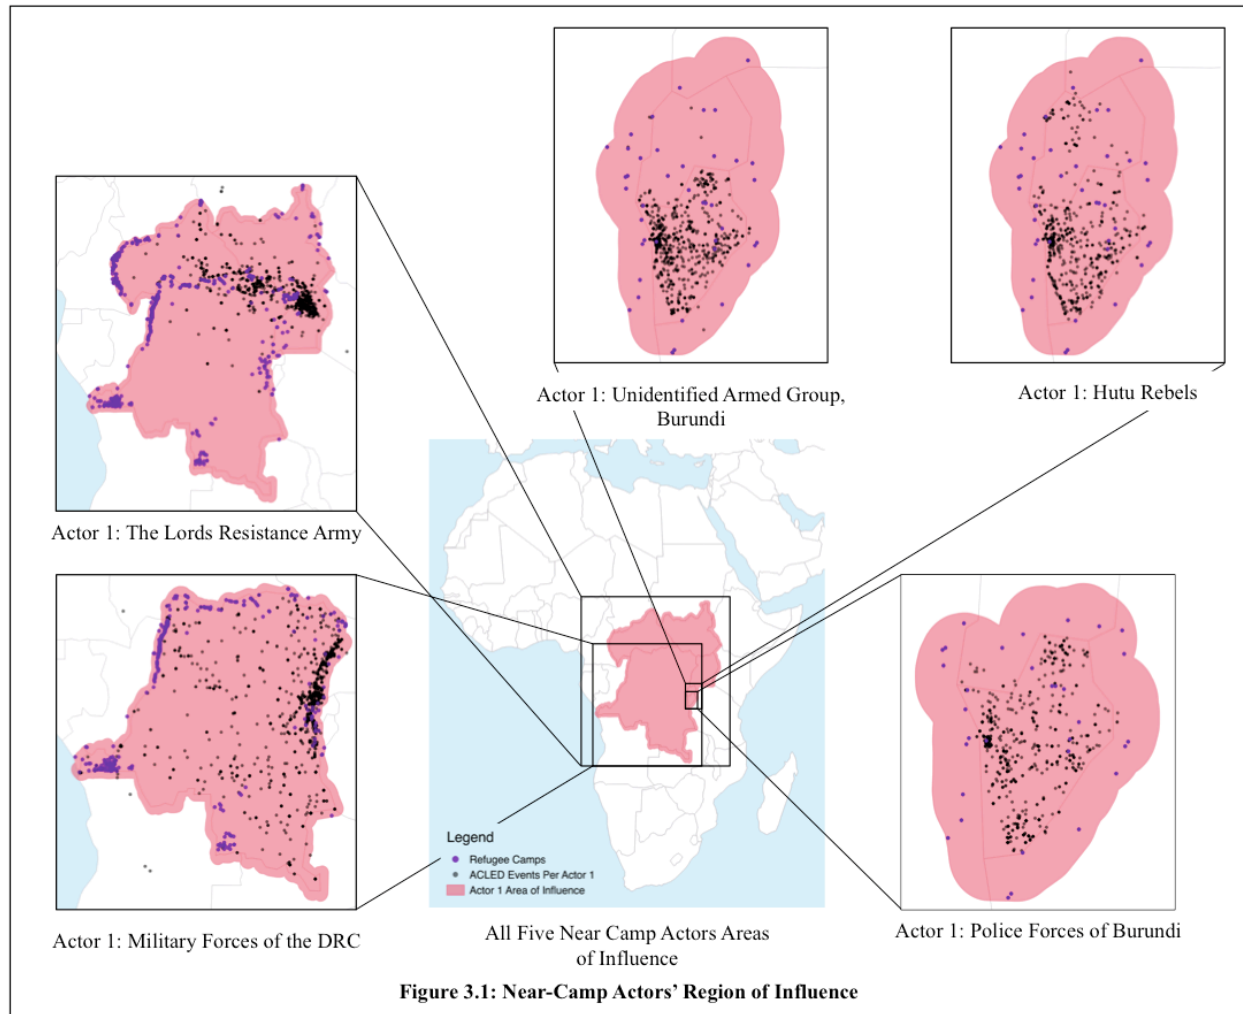 Actor 1: Unidentified Armed Group,
Burundi
Actor 1: Hutu Rebels
Actor 1: The Lords Resistance Army
Actor 1: Military Forces of the DRC
Legend
Refugee Camps
ACLED Events Per Actor 1
Actor 1 Area of Influence
All Five Near Camp Actors Areas
of Influence
Actor 1: Police Forces of Burundi
Figure 3.1: Near-Camp Actors' Region of Influence